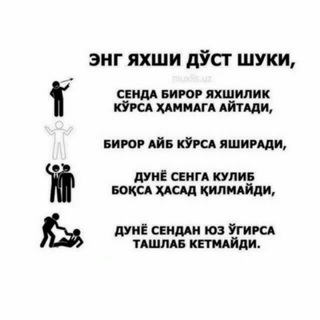 ЭНГ ЯХШИ ДЎСТ ШУКИ,
muxlis.uz
СЕНДА БИРОР ЯХШИЛИК
КЎРСА ҲАММАГА АЙТАДИ,
БИРОР АЙБ КЎРСА ЯШИРАДИ,
ДУНЁ СЕНГА КУЛИБ
БОҚСА ҲАСАД ҚИЛМАЙДИ,
ДУНЁ СЕНДАН ЮЗ ЎГИРСА
ТАШЛАБ КЕТМАЙДИ.